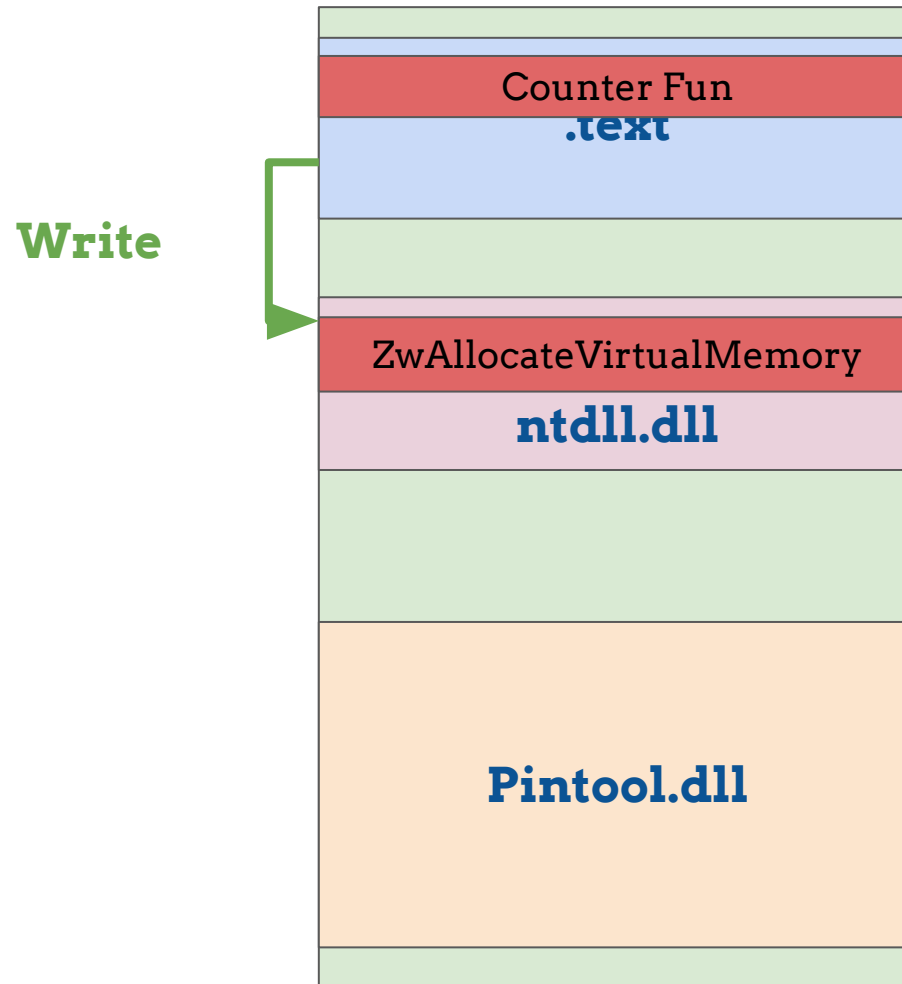 Counter Fun
.text
Write
ZwAllocateVirtualMemory
ntdll.dll
Pintool.dll